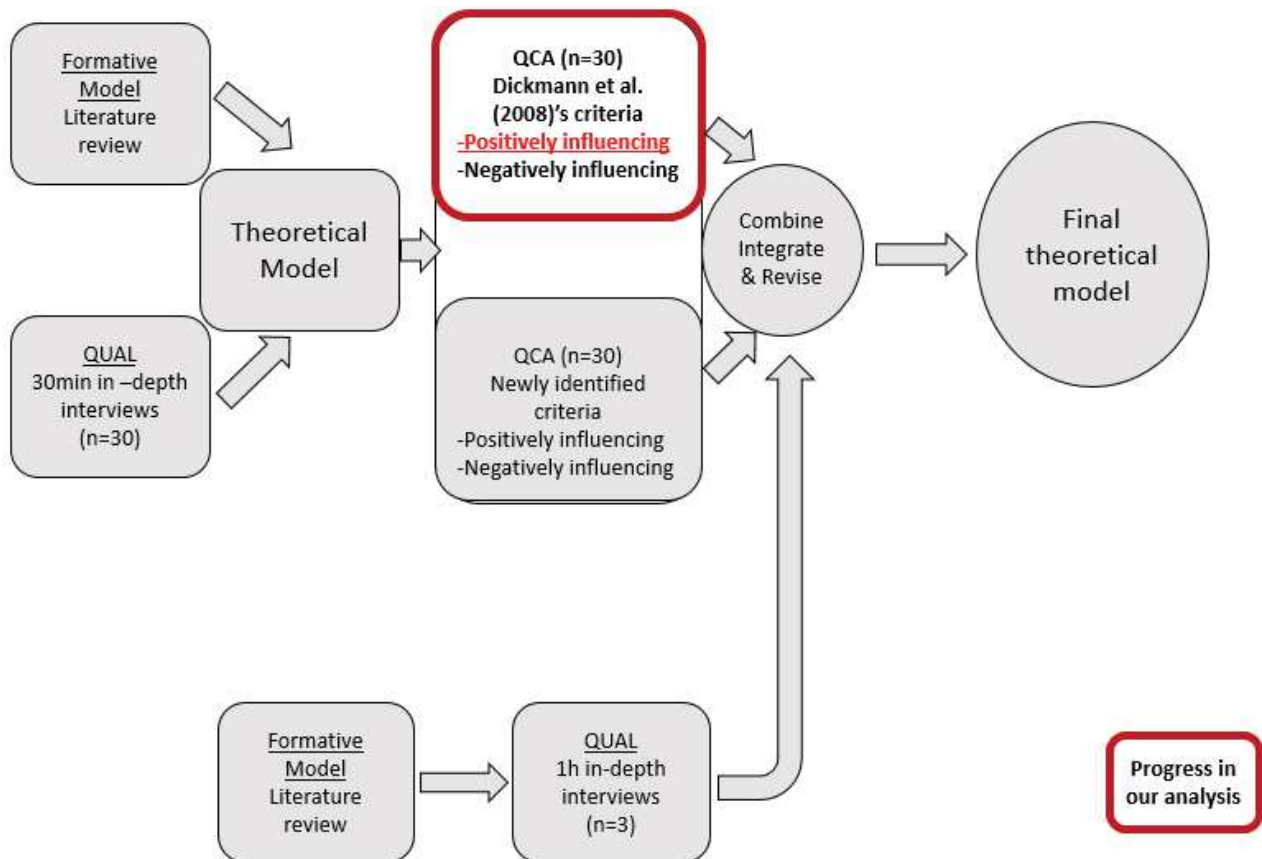 Formative
Model
Literature
review
QUAL
30min in –depth
interviews
(n=30)
Theoretical
Model
QCA (n=30)
Dickmann et al.
(2008)'s criteria
-Positively influencing
-Negatively influencing
QCA (n=30)
Newly identified
criteria
-Positively influencing
-Negatively influencing
Combine
Integrate
& Revise
Final
theoretical
model
Formative
Model
Literature
review
QUAL
1h in-depth
interviews
(n=3)
Progress in
our analysis